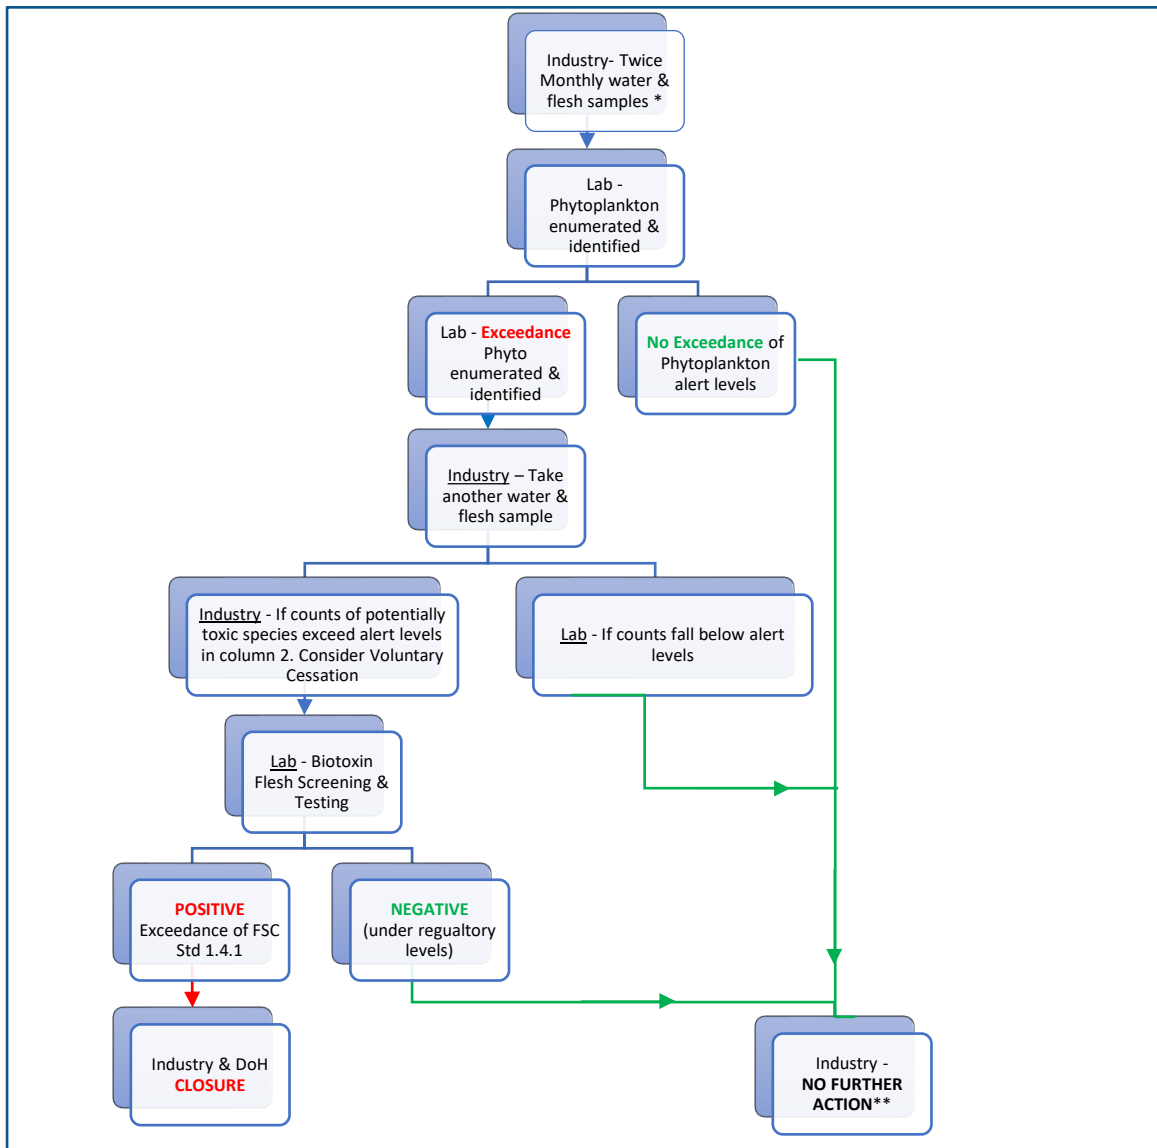 Industry- Twice
Monthly water &
flesh samples *
Lab -
Phytoplankton
enumerated &
identified
Lab - Exceedance
Phyto
enumerated &
identified
No Exceedance of
Phytoplankton
alert levels
Industry – Take
another water &
flesh sample
Industry - If counts of potentially
toxic species exceed alert levels
in column 2. Consider Voluntary
Cessation
Lab - If counts fall below alert
levels
Lab - Biotoxin
Flesh Screening &
Testing
POSITIVE
Exceedance of FSC
Std 1.4.1
NEGATIVE
(under regualtory
levels)
Industry & DoH
CLOSURE
Industry -
NO FURTHER
ACTION**